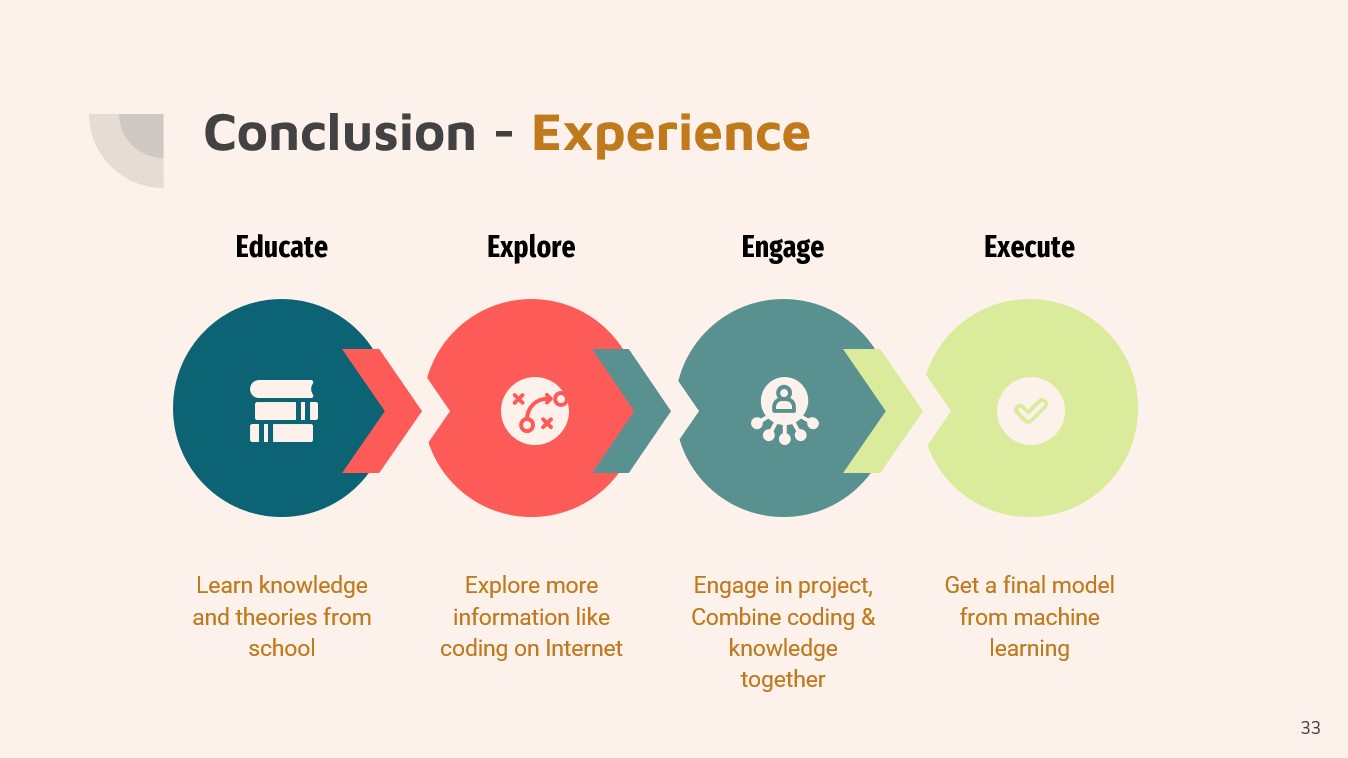 Conclusion - Experience
Educate
Explore
Engage
Execute
Learn knowledge
and theories from
school
Explore more
information like
coding on Internet
Engage in project,
Combine coding &
knowledge
together
Get a final model
from machine
learning
33